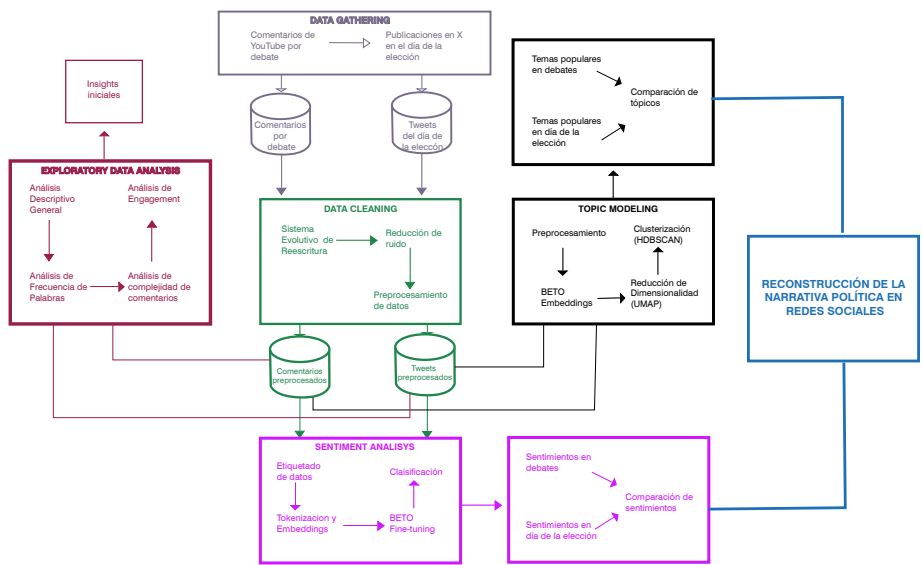 DATA GATHERING
Comentarios de
YouTube por
debate
Publicaciones en X
en el día de la
elección
Comentarios
por
debate
Tweets
del día de
la eleccón
Insights
iniciales
EXPLORATORY DATA ANALYSIS
Análisis
Descriptivo
General
Análisis de
Engagement
Análisis de
Frecuencia de
Palabras
Análisis de
complejidad de
comentarios
DATA CLEANING
Sistema
Evolutivo de
Reescritura
Reducción de
ruido
Preprocesamiento
de datos
Comentarios
preprocesados
Tweets
preprocesados
Temas populares
en debates
Comparación de
tópicos
Temas populares
en día de la
elección
TOPIC MODELING
Preprocesamiento
Clusterización
(HDBSCAN)
BETO
Embeddings
Reducción de
Dimensionalidad
(UMAP)
SENTIMENT ANALISYS
Etiquetado
de datos
Claisificación
Tokenizacion y
Embeddings
BETO
Fine-tuning
Sentimientos en
debates
Comparación de
sentimientos
Sentimientos en
día de la elección
RECONSTRUCCIÓN DE LA
NARRATIVA POLÍTICA EN
REDES SOCIALES